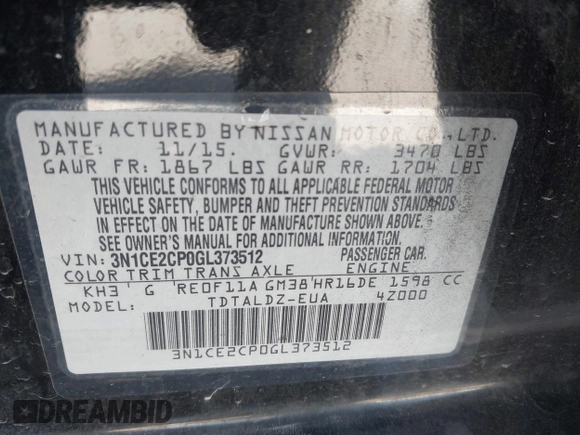 MANUFACTURED BY NISSAN MOTOR CO., LTD.
DATE: 11/15. GVWR: 3470 LBS
GAWR FR: 1867 LBS GAWR RR: 1704 LBS
THIS VEHICLE CONFORMS TO ALL APPLICABLE FEDERAL MOTOR
VEHICLE SAFETY, BUMPER AND THEFT PREVENTION STANDARDS
IN EFFECT ON THE DATE OF MANUFACTURE SHOWN ABOVE.
SEE OWNER'S MANUAL FOR ADDITIONAL INFORMATION.
VIN: 3N1CE2CP0GL373512 PASSENGER CAR.
COLOR TRIM TRANS AXLE ENGINE
KH3' G 'RE0F11A GM38'HR16DE 1598 CC
MODEL: TDTALDZ-EUA 4Z000
3N1CE2CP0GL373512
DREAMBID